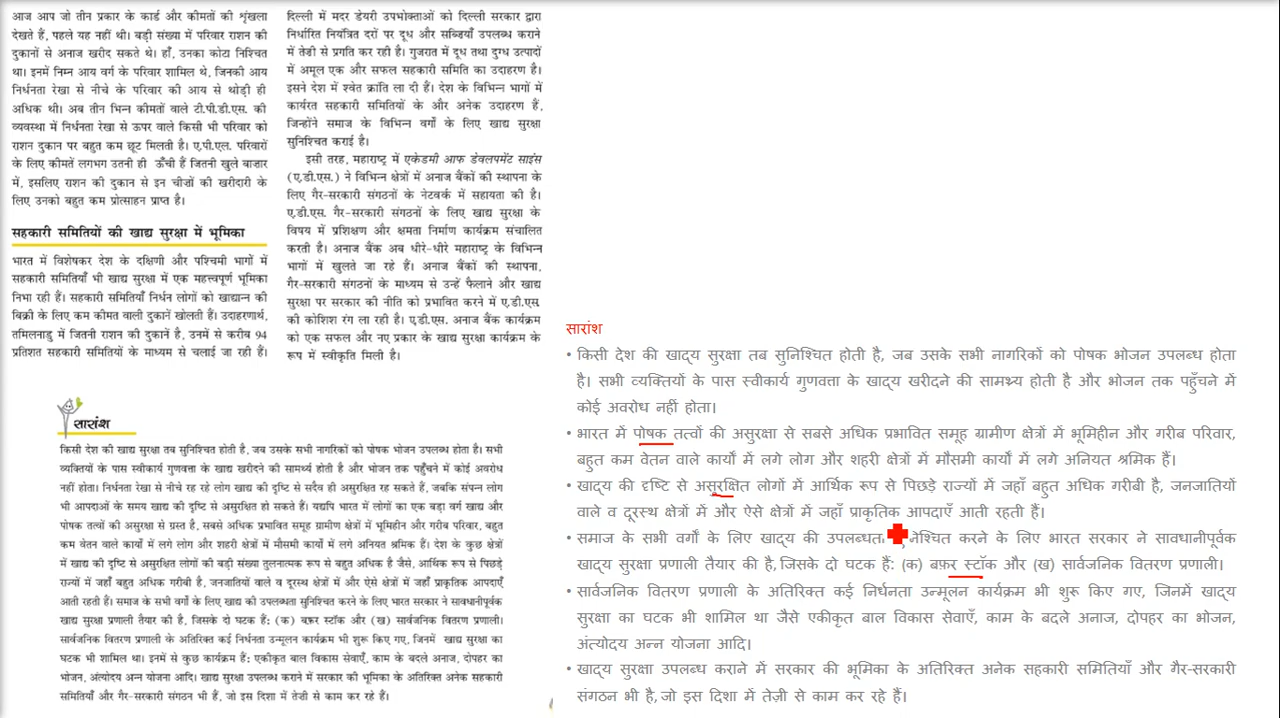 आज आप जो तीन प्रकार के कार्ड और कीमतों की शृंखला
देखते हैं, पहले यह नहीं थी। बड़ी संख्या में परिवार राशन की
दुकानों से अनाज खरीद सकते थे। हाँ, उनका कोटा निश्चित
था। इनमें निम्न आय वर्ग के परिवार शामिल थे, जिनकी आय
निर्धनता रेखा से नीचे के परिवार की आय से थोड़ी ही
अधिक थी। अब तीन भिन्न कीमतों वाले टी.पी.डी.एस. की
व्यवस्था में निर्धनता रेखा से ऊपर वाले किसी भी परिवार को
राशन दुकान पर बहुत कम छूट मिलती है। ए.पी.एल. परिवारों
के लिए कीमतें लगभग उतनी ही ऊँची हैं जितनी खुले बाजार
में, इसलिए राशन की दुकान से इन चीज़ों की खरीदारी के
लिए उनको बहुत कम प्रोत्साहन प्राप्त है।
सहकारी समितियों की खाद्य सुरक्षा में भूमिका
भारत में विशेषकर देश के दक्षिणी और पश्चिमी भागों में
सहकारी समितियाँ भी खाद्य सुरक्षा में एक महत्त्वपूर्ण भूमिका
निभा रही हैं। सहकारी समितियाँ निर्धन लोगों को खाद्यान्न की
बिक्री के लिए कम कीमत वाली दुकानें खोलती हैं। उदाहरणार्थ,
तमिलनाडु में जितनी राशन की दुकानें है, उनमें से करीब 94
प्रतिशत सहकारी समितियों के माध्यम से चलाई जा रही हैं।
दिल्ली में मदर डेयरी उपभोक्ताओं को दिल्ली सरकार द्वारा
निर्धारित नियंत्रित दरों पर दूध और सब्ज़ियाँ उपलब्ध कराने
में तेज़ी से प्रगति कर रही है। गुजरात में दूध तथा दुग्ध उत्पादों
में अमूल एक और सफल सहकारी समिति का उदाहरण है।
इसने देश में श्वेत क्रांति ला दी हैं। देश के विभिन्न भागों में
कार्यरत सहकारी समितियों के और अनेक उदाहरण हैं,
जिन्होंने समाज के विभिन्न वर्गों के लिए खाद्य सुरक्षा
सुनिश्चित कराई है।
इसी तरह, महाराष्ट्र में एकेडमी आफ डेवलपमेंट साइंस
(ए.डी.एस.) ने विभिन्न क्षेत्रों में अनाज बैंकों की स्थापना के
लिए गैर-सरकारी संगठनों के नेटवर्क में सहायता की है।
ए.डी.एस. गैर-सरकारी संगठनों के लिए खाद्य सुरक्षा के
विषय में प्रशिक्षण और क्षमता निर्माण कार्यक्रम संचालित
करती है। अनाज बैंक अब धीरे-धीरे महाराष्ट्र के विभिन्न
भागों में खुलते जा रहे हैं। अनाज बैंकों की स्थापना,
गैर-सरकारी संगठनों के माध्यम से उन्हें फैलाने और खाद्य
सुरक्षा पर सरकार की नीति को प्रभावित करने में ए.डी.एस.
की कोशिश रंग ला रही है। ए.डी.एस. अनाज बैंक कार्यक्रम
को एक सफल और नए प्रकार के खाद्य सुरक्षा कार्यक्रम के
रूप में स्वीकृति मिली है।
सारांश
किसी देश की खाद्य सुरक्षा तब सुनिश्चित होती है, जब उसके सभी नागरिकों को पोषक भोजन उपलब्ध होता है। सभी
व्यक्तियों के पास स्वीकार्य गुणवत्ता के खाद्य खरीदने की सामर्थ्य होती है और भोजन तक पहुँचने में कोई अवरोध
नहीं होता। निर्धनता रेखा से नीचे रह रहे लोग खाद्य की दृष्टि से सदैव ही असुरक्षित रह सकते हैं, जबकि संपन्न लोग
भी आपदाओं के समय खाद्य की दृष्टि से असुरक्षित हो सकते हैं। यद्यपि भारत में लोगों का एक बड़ा वर्ग खाद्य और
पोषक तत्वों की असुरक्षा से ग्रस्त है, सबसे अधिक प्रभावित समूह ग्रामीण क्षेत्रों में भूमिहीन और गरीब परिवार, बहुत
कम वेतन वाले कार्यों में लगे लोग और शहरी क्षेत्रों में मौसमी कार्यों में लगे अनियत श्रमिक हैं। देश के कुछ क्षेत्रों
में खाद्य की दृष्टि से असुरक्षित लोगों की बड़ी संख्या तुलनात्मक रूप से बहुत अधिक है जैसे, आर्थिक रूप से पिछड़े
राज्यों में जहाँ बहुत अधिक गरीबी है, जनजातियों वाले व दूरस्थ क्षेत्रों में और ऐसे क्षेत्रों में जहाँ प्राकृतिक आपदाएँ
आती रहती हैं। समाज के सभी वर्गों के लिए खाद्य की उपलब्धता सुनिश्चित करने के लिए भारत सरकार ने सावधानीपूर्वक
खाद्य सुरक्षा प्रणाली तैयार की है, जिसके दो घटक हैं: (क) बफ़र स्टॉक और (ख) सार्वजनिक वितरण प्रणाली।
सार्वजनिक वितरण प्रणाली के अतिरिक्त कई निर्धनता उन्मूलन कार्यक्रम भी शुरू किए गए, जिनमें खाद्य सुरक्षा का
घटक भी शामिल था। इनमें से कुछ कार्यक्रम हैं: एकीकृत बाल विकास सेवाएँ, काम के बदले अनाज, दोपहर का
भोजन, अंत्योदय अन्न योजना आदि। खाद्य सुरक्षा उपलब्ध कराने में सरकार की भूमिका के अतिरिक्त अनेक सहकारी
समितियाँ और गैर-सरकारी संगठन भी हैं, जो इस दिशा में तेज़ी से काम कर रहे हैं।
सारांश
• किसी देश की खाद्य सुरक्षा तब सुनिश्चित होती है, जब उसके सभी नागरिकों को पोषक भोजन उपलब्ध होता
है। सभी व्यक्तियों के पास स्वीकार्य गुणवत्ता के खाद्य खरीदने की सामर्थ्य होती है और भोजन तक पहुँचने में
कोई अवरोध नहीं होता।
• भारत में पोषक तत्वों की असुरक्षा से सबसे अधिक प्रभावित समूह ग्रामीण क्षेत्रों में भूमिहीन और गरीब परिवार,
बहुत कम वेतन वाले कार्यों में लगे लोग और शहरी क्षेत्रों में मौसमी कार्यों में लगे अनियत श्रमिक हैं।
• खाद्य की दृष्टि से असुरक्षित लोगों में आर्थिक रूप से पिछड़े राज्यों में जहाँ बहुत अधिक गरीबी है, जनजातियों
वाले व दूरस्थ क्षेत्रों में और ऐसे क्षेत्रों में जहाँ प्राकृतिक आपदाएँ आती रहती हैं।
• समाज के सभी वर्गों के लिए खाद्य की करने के लिए भारत सरकार ने सावधानीपूर्वक
खाद्य सुरक्षा प्रणाली तैयार की है, जिसके दो घटक हैं: (क) बफ़र स्टॉक और (ख) सार्वजनिक वितरण प्रणाली।
• सार्वजनिक वितरण प्रणाली के अतिरिक्त कई निर्धनता उन्मूलन कार्यक्रम भी शुरू किए गए, जिनमें खाद्य
सुरक्षा का घटक भी शामिल था जैसे एकीकृत बाल विकास सेवाएँ, काम के बदले अनाज, दोपहर का भोजन,
अंत्योदय अन्न योजना आदि।
• खाद्य सुरक्षा उपलब्ध कराने में सरकार की भूमिका के अतिरिक्त अनेक सहकारी समितियाँ और गैर-सरकारी
संगठन भी है, जो इस दिशा में तेज़ी से काम कर रहे हैं।